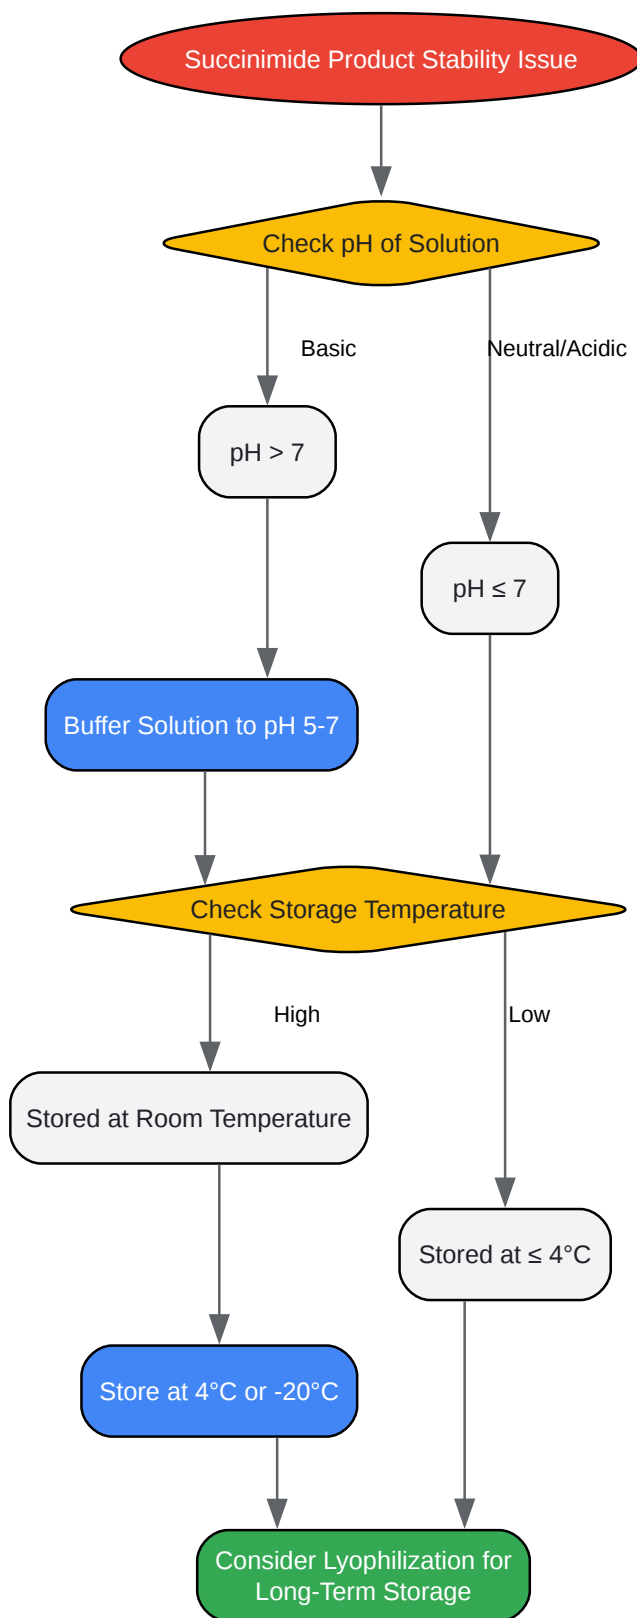 Succinimide Product Stability Issue
Check pH of Solution
Basic
Neutral/Acidic
pH > 7
pH ≤ 7
Buffer Solution to pH 5-7
Check Storage Temperature
High
Low
Stored at Room Temperature
Stored at ≤ 4°C
Store at 4°C or -20°C
Consider Lyophilization for
Long-Term Storage